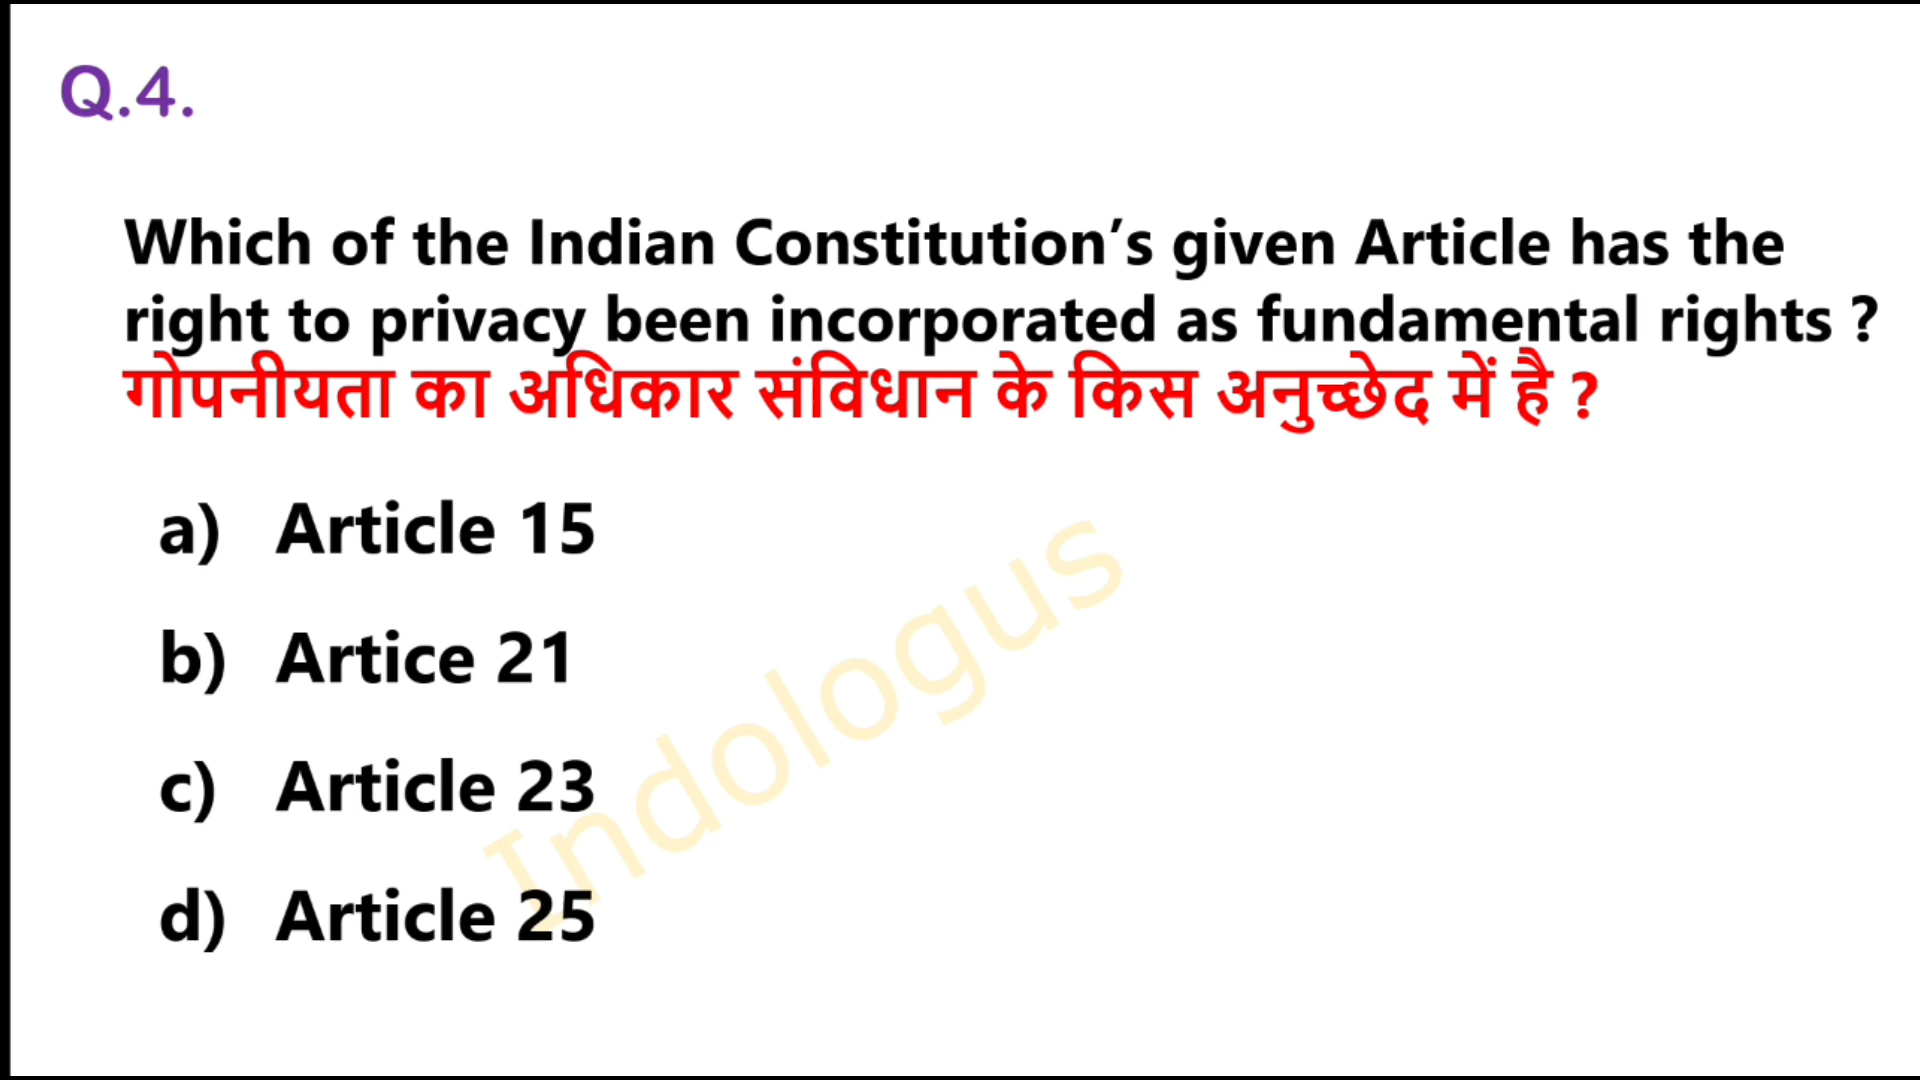 Q.4.
Which of the Indian Constitution’s given Article has the
right to privacy been incorporated as fundamental rights ?
गोपनीयता का अधिकार संविधान के किस अनुच्छेद में है ?
a) Article 15
b) Artice 21
c) Article 23
d) Article 25
Indologus